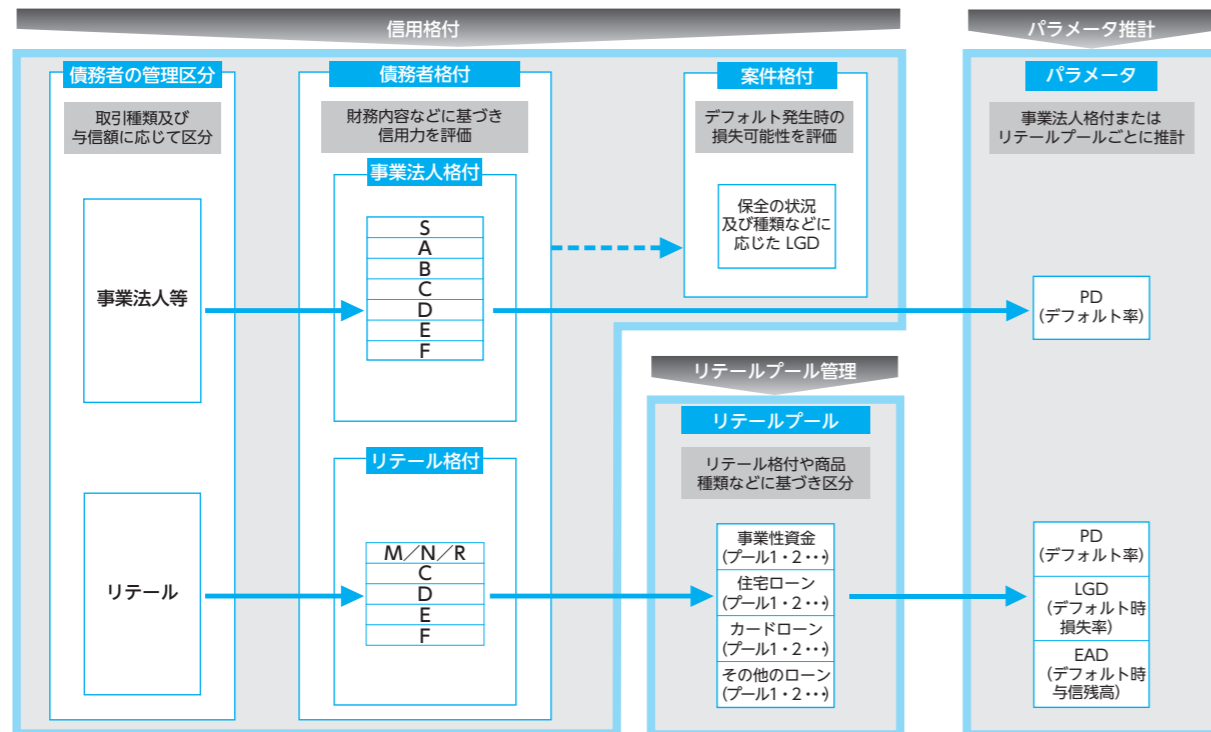 信用格付
パラメータ推計
債務者の管理区分
取引種類及び
与信額に応じて区分
事業法人等
リテール
債務者格付
財務内容などに基づき
信用力を評価
事業法人格付
S
A
B
C
D
E
F
リテール格付
M/N/R
C
D
E
F
案件格付
デフォルト発生時の
損失可能性を評価
保全の状況
及び種類などに
応じた LGD
リテールプール管理
リテールプール
リテール格付や商品
種類などに基づき区分
事業性資金
(プール1・2・・・)
住宅ローン
(プール1・2・・・)
カードローン
(プール1・2・・・)
その他のローン
(プール1・2・・・)
パラメータ
事業法人格付または
リテールプールごとに推計
PD
(デフォルト率)
PD
(デフォルト率)
LGD
(デフォルト時
損失率)
EAD
(デフォルト時
与信残高)